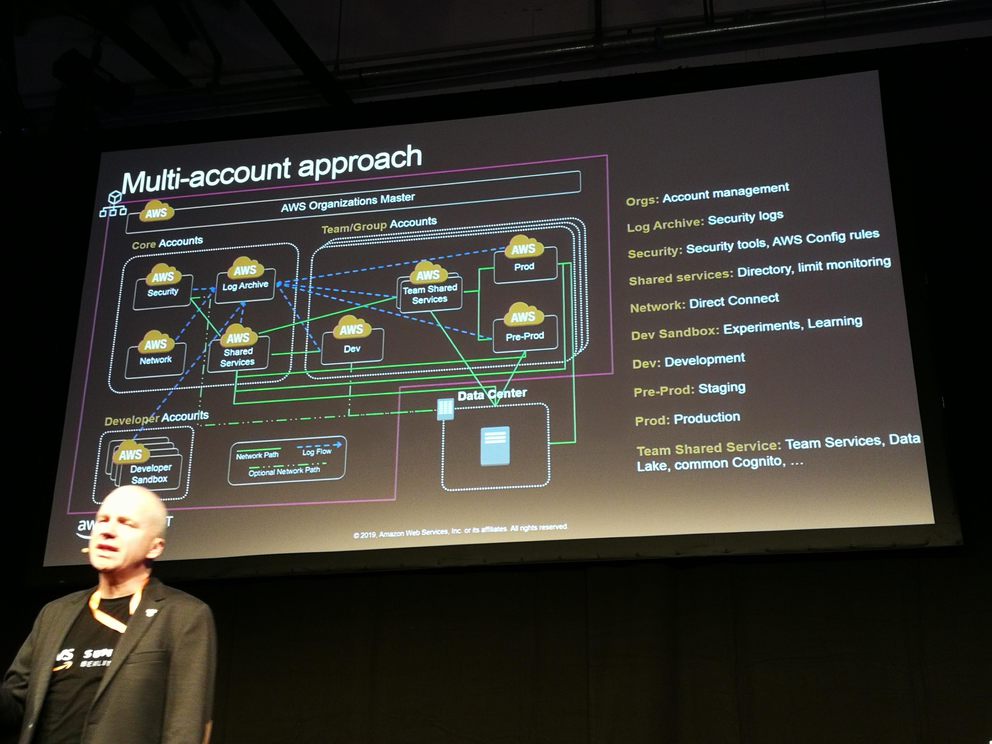 Multi-account approach
AWS
AWS Organizations Master
Core Accounts
Team/Group Accounts
AWS
Security
AWS
Log Archive
AWS
Team Shared
Services
AWS
Prod
AWS
Network
AWS
Shared
Services
AWS
Dev
AWS
Pre-Prod
Developer Accounts
AWS
Developer
Sandbox
Network Path
Log Flow
Optional Network Path
Data Center
Orgs: Account management
Log Archive: Security logs
Security: Security tools, AWS Config rules
Shared services: Directory, limit monitoring
Network: Direct Connect
Dev Sandbox: Experiments, Learning
Dev: Development
Pre-Prod: Staging
Prod: Production
Team Shared Service: Team Services, Data
Lake, common Cognito, …
© 2019, Amazon Web Services, Inc. or its affiliates. All rights reserved.